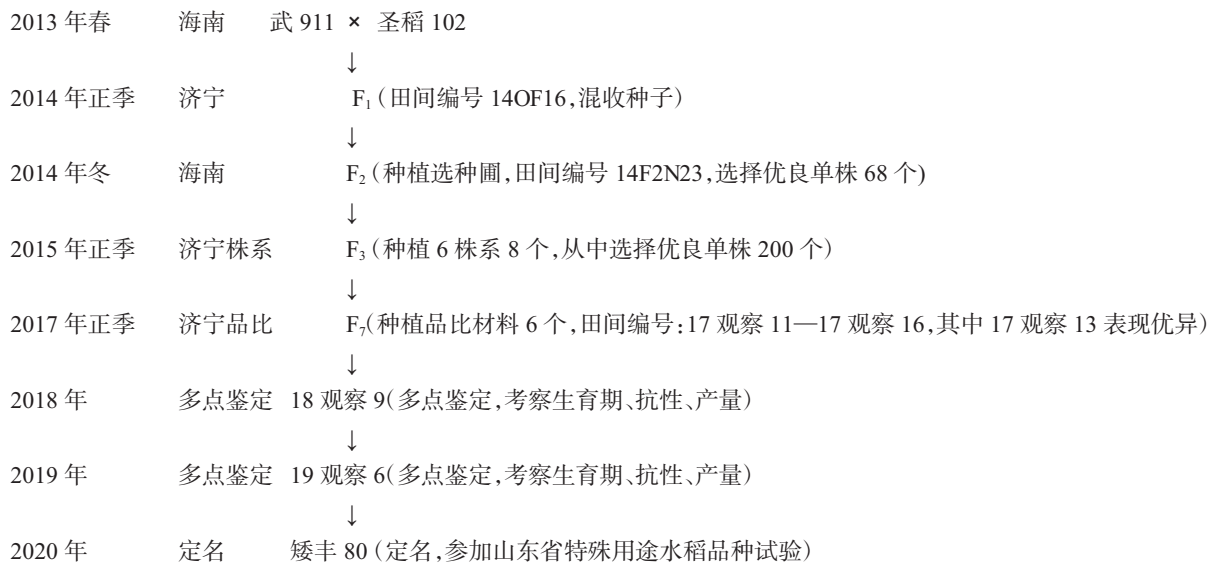 2013 年春 海南 武 911 × 圣稻 102
↓
2014 年正季 济宁 F₁(田间编号 14OF16,混收种子)
↓
2014 年冬 海南 F₂(种植选种圃,田间编号 14F2N23,选择优良单株 68 个)
↓
2015 年正季 济宁株系 F₃(种植 6 株系 8 个,从中选择优良单株 200 个)
↓
2017 年正季 济宁品比 F₇(种植品比材料 6 个,田间编号:17 观察 11—17 观察 16,其中 17 观察 13 表现优异)
↓
2018 年 多点鉴定 18 观察 9(多点鉴定,考察生育期、抗性、产量)
↓
2019 年 多点鉴定 19 观察 6(多点鉴定,考察生育期、抗性、产量)
↓
2020 年 定名 矮丰 80(定名,参加山东省特殊用途水稻品种试验)